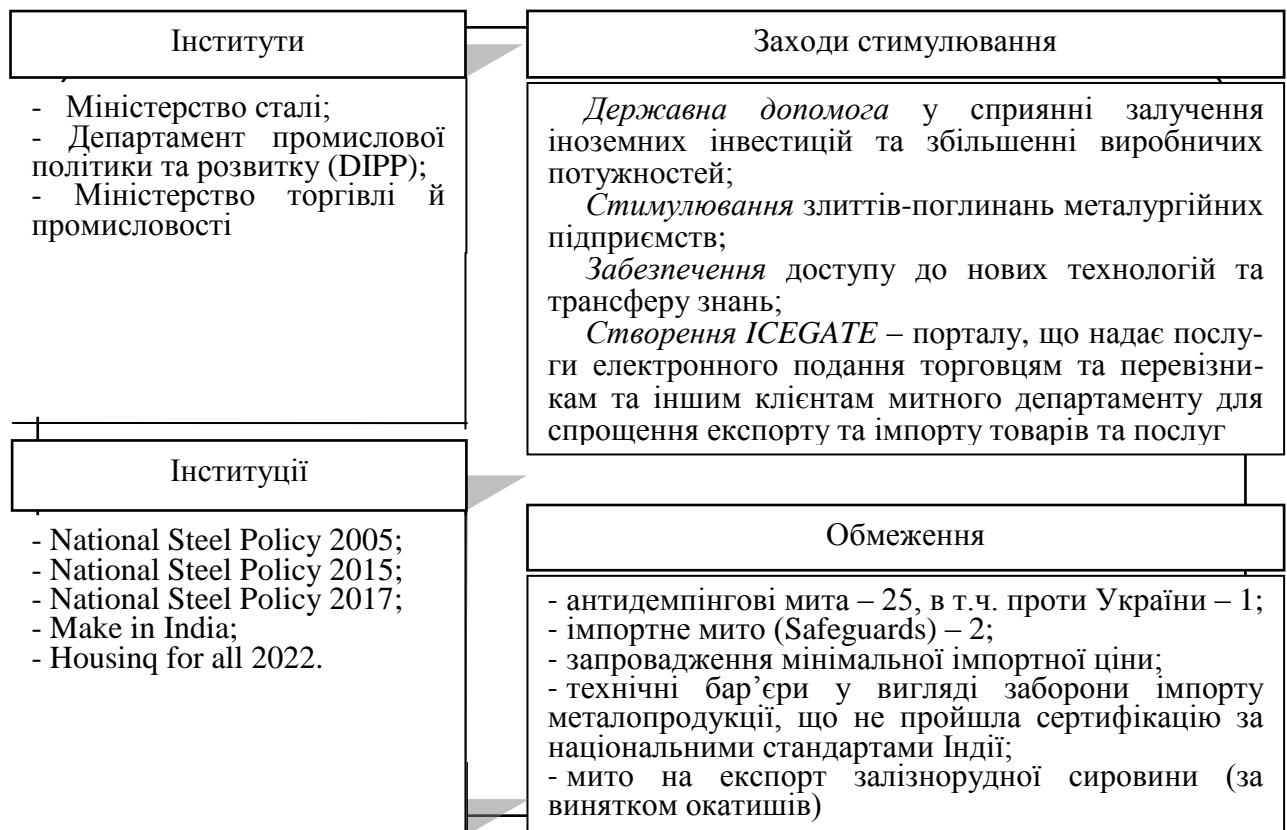 Інститути
- Міністерство сталі;
- Департамент промислової
політики та розвитку (DIPP);
- Міністерство торгівлі й
промисловості
Заходи стимулювання
Державна допомога у сприянні залучення
іноземних інвестицій та збільшенні виробничих
потужностей;
Стимулювання злиттів-поглинань металургійних
підприємств;
Забезпечення доступу до нових технологій та
трансферу знань;
Створення ICEGATE – порталу, що надає послу-
ги електронного подання торговцям та перевізни-
кам та іншим клієнтам митного департаменту для
спрощення експорту та імпорту товарів та послуг
Інституції
- National Steel Policy 2005;
- National Steel Policy 2015;
- National Steel Policy 2017;
- Make in India;
- Housinq for all 2022.
Обмеження
- антидемпінгові мита – 25, в т.ч. проти України – 1;
- імпортне мито (Safeguards) – 2;
- запровадження мінімальної імпортної ціни;
- технічні бар’єри у вигляді заборони імпорту
металопродукції, що не пройшла сертифікацію за
національними стандартами Індії;
- мито на експорт залізнорудної сировини (за
винятком окатишів)